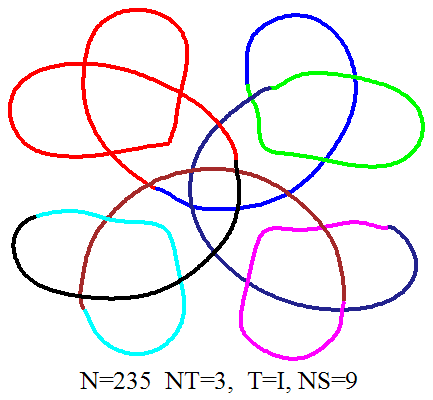 N=235 NT=3, T=I, NS=9